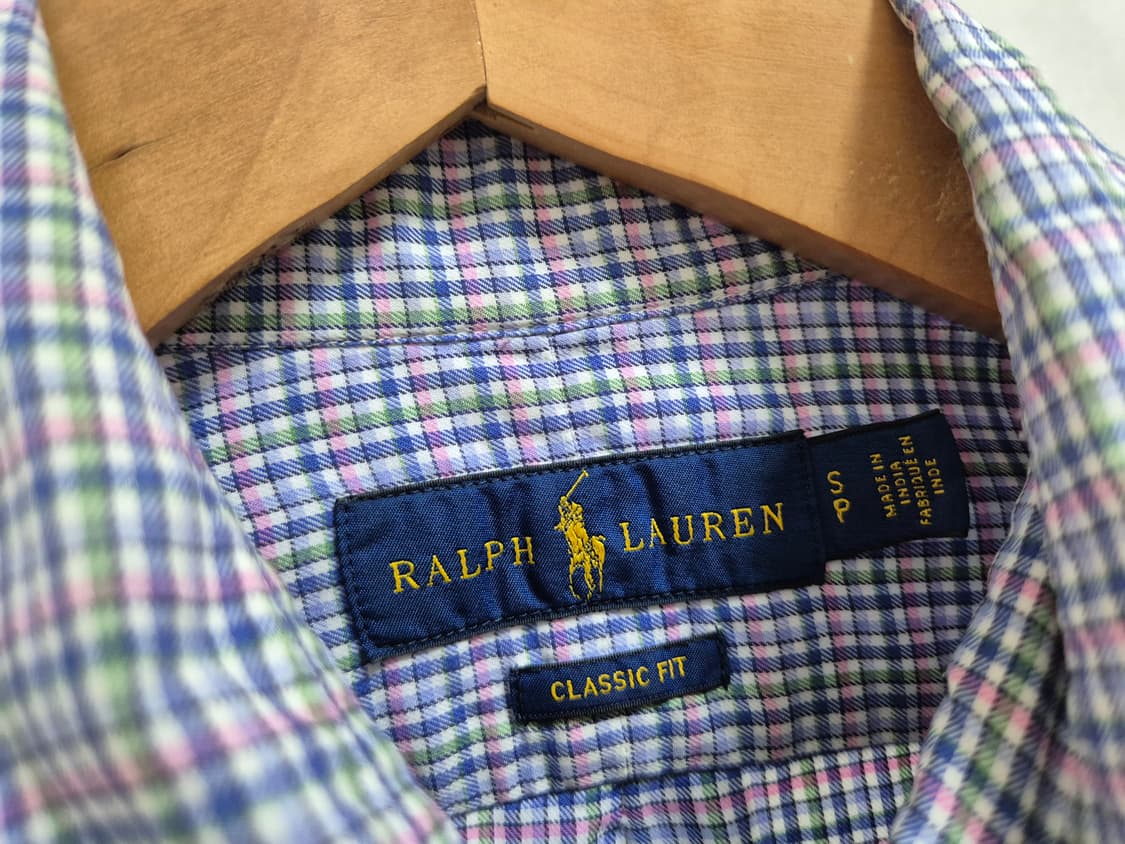 RALPH LAUREN
S
P
MADE IN
INDIA
FABRIQUÉ EN
INDE
CLASSIC FIT